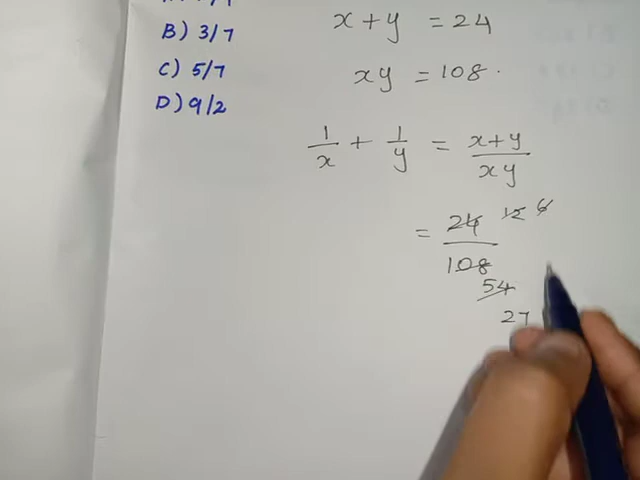 B) 3/7
C) 5/7
D) 9/2
x+y = 24
xy = 108.
1/x + 1/y = x+y/xy
= 24/108 12 6
54
27